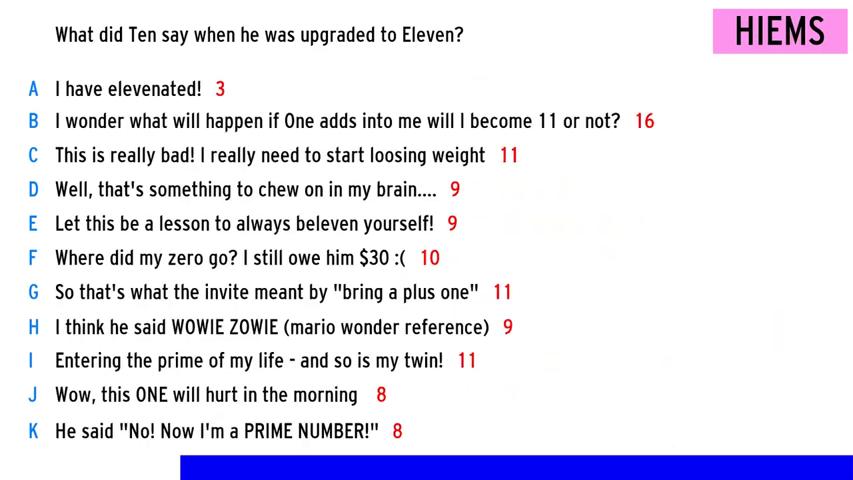 What did Ten say when he was upgraded to Eleven?
HIEMS
A I have elevenated! 3
B I wonder what will happen if One adds into me will I become 11 or not? 16
C This is really bad! I really need to start loosing weight 11
D Well, that's something to chew on in my brain.... 9
E Let this be a lesson to always beleven yourself! 9
F Where did my zero go? I still owe him $30 :( 10
G So that's what the invite meant by "bring a plus one" 11
H I think he said WOWIE ZOWIE (mario wonder reference) 9
I Entering the prime of my life - and so is my twin! 11
J Wow, this ONE will hurt in the morning 8
K He said "No! Now I'm a PRIME NUMBER!" 8